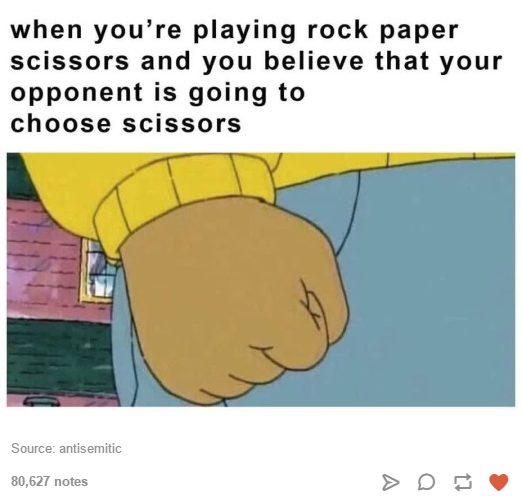 when you’re playing rock paper
scissors and you believe that your
opponent is going to
choose scissors
Source: antisemitic
80,627 notes